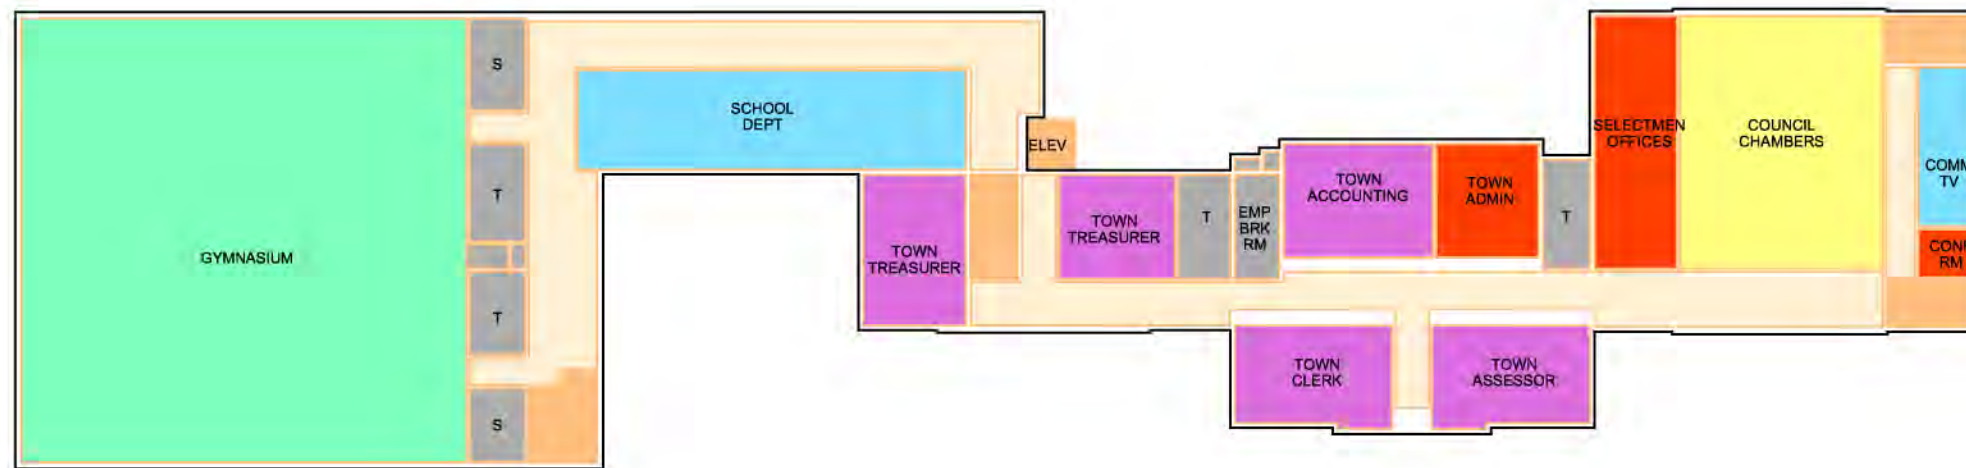 S
SCHOOL
DEPT
ELEV
T
GYMNASIUM
T
S
TOWN
TREASURER
TOWN
TREASURER
T
EMP
BRK
RM
TOWN
ACCOUNTING
TOWN
ADMIN
T
SELECTMEN
OFFICES
COUNCIL
CHAMBERS
COMM
TV
RM
TOWN
CLERK
TOWN
ASSESSOR